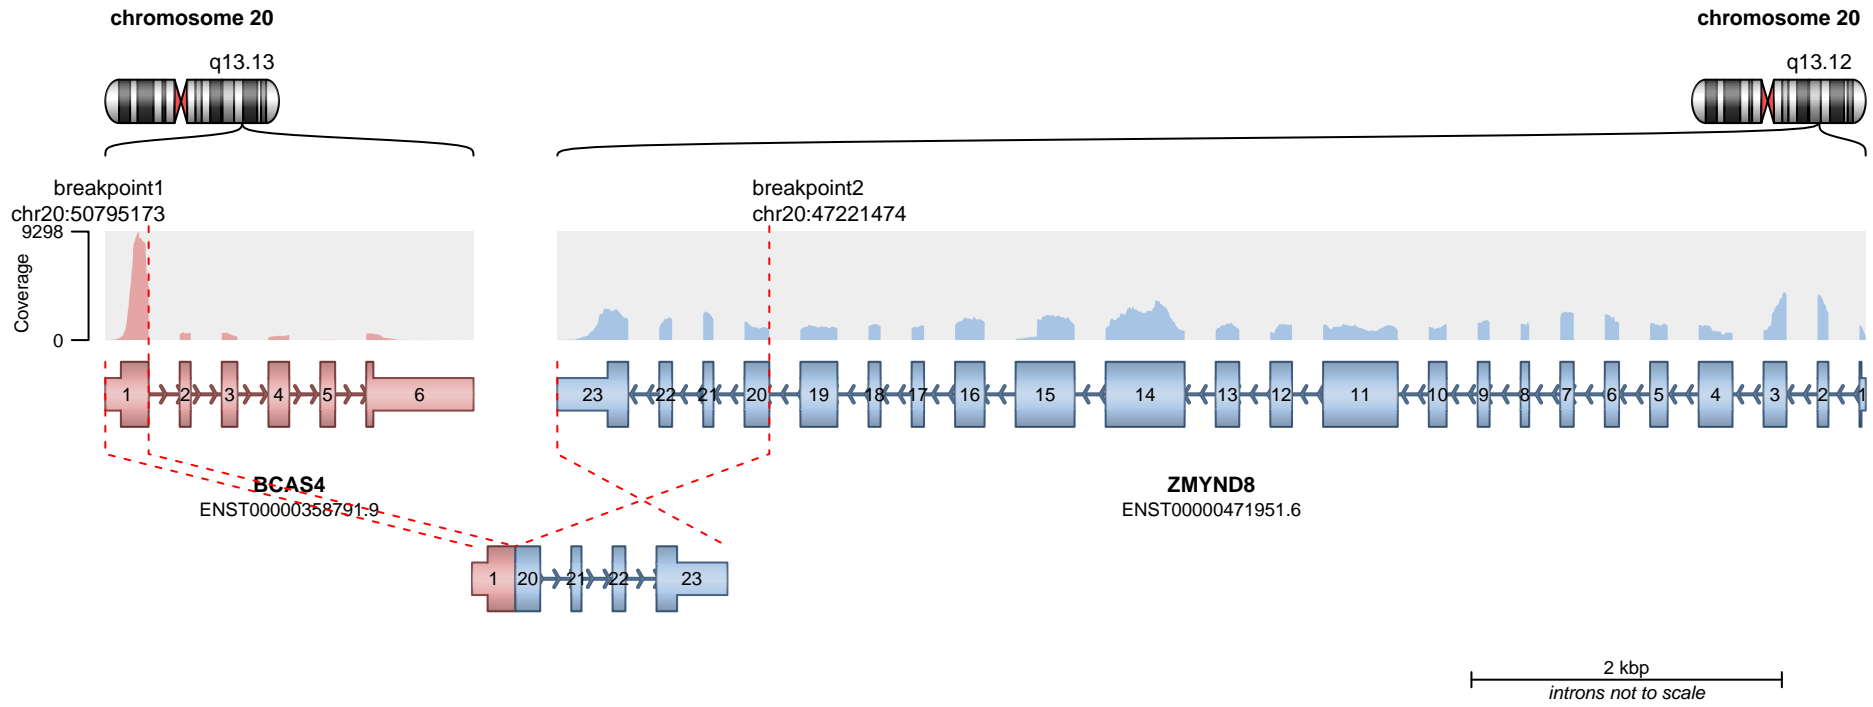 chromosome 20
chromosome 20
q13.13
q13.12
breakpoint1
chr20:50795173
breakpoint2
chr20:47221474
9298
Coverage
0
1 2 3 4 5 6
23 22 21 20 19 18 17 16 15 14 13 12 11 10 9 8 7 6 5 4 3 2 1
BCAS4
ENST00000358791.9
ZMYND8
ENST00000471951.6
1 20 21 22 23
2 kbp
introns not to scale